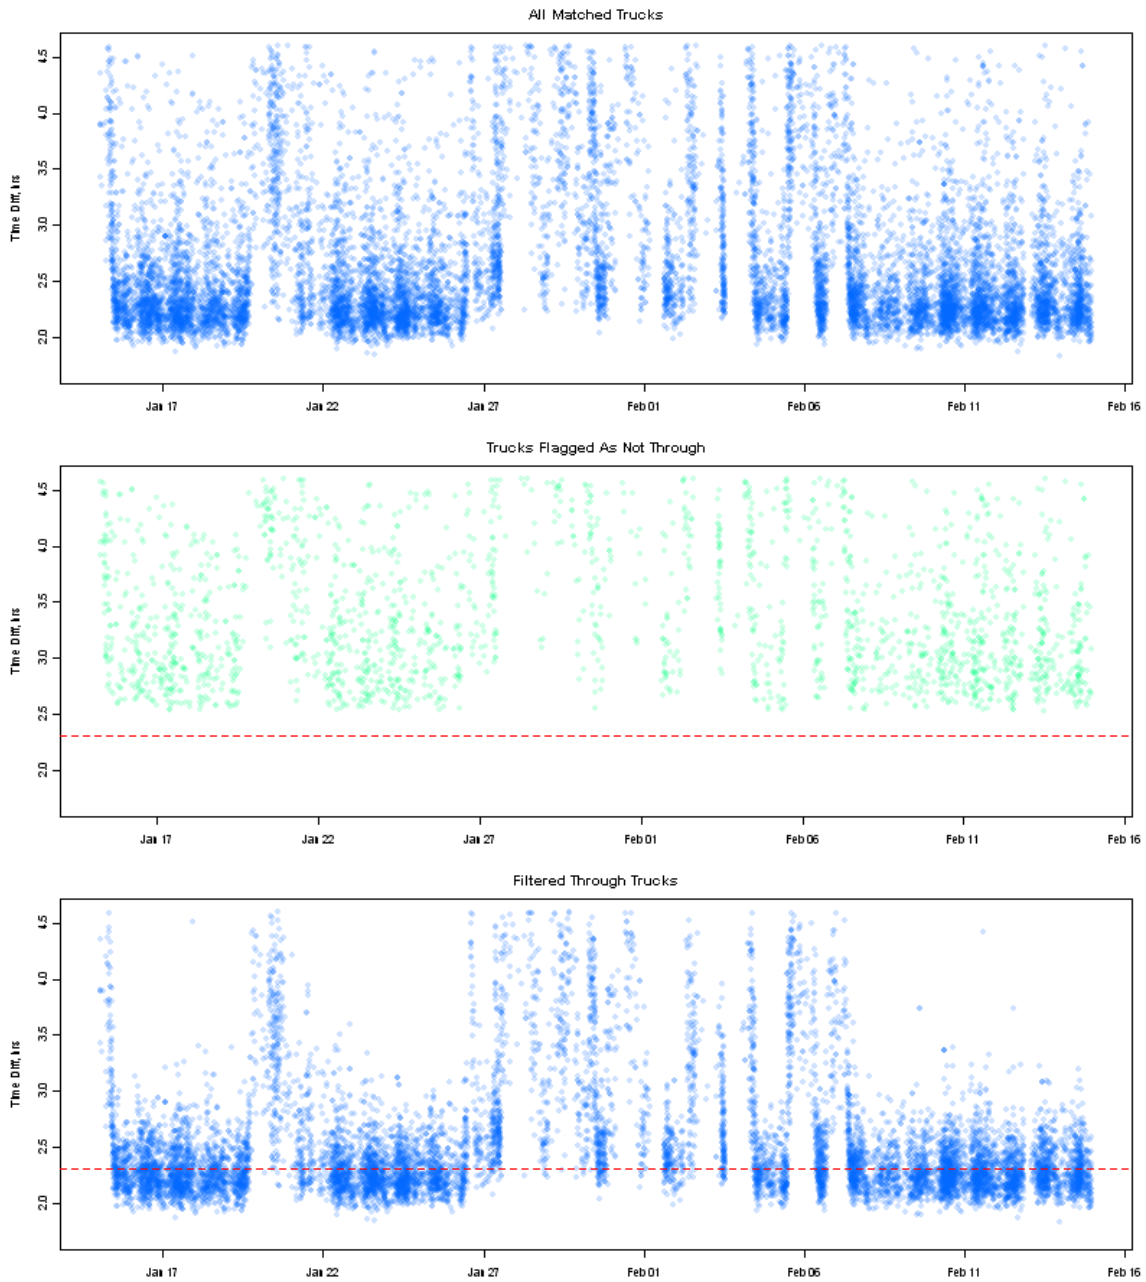 All Matched Trucks
4.5
4.0
3.5
3.0
2.5
2.0
Time Diff, hrs
Jan 17
Jan 22
Jan 27
Feb 01
Feb 06
Feb 11
Feb 16
Trucks Flagged As Not Through
4.5
4.0
3.5
3.0
2.5
2.0
Time Diff, hrs
Jan 17
Jan 22
Jan 27
Feb 01
Feb 06
Feb 11
Feb 16
Filtered Through Trucks
4.5
4.0
3.5
3.0
2.5
2.0
Time Diff, hrs
Jan 17
Jan 22
Jan 27
Feb 01
Feb 06
Feb 11
Feb 16